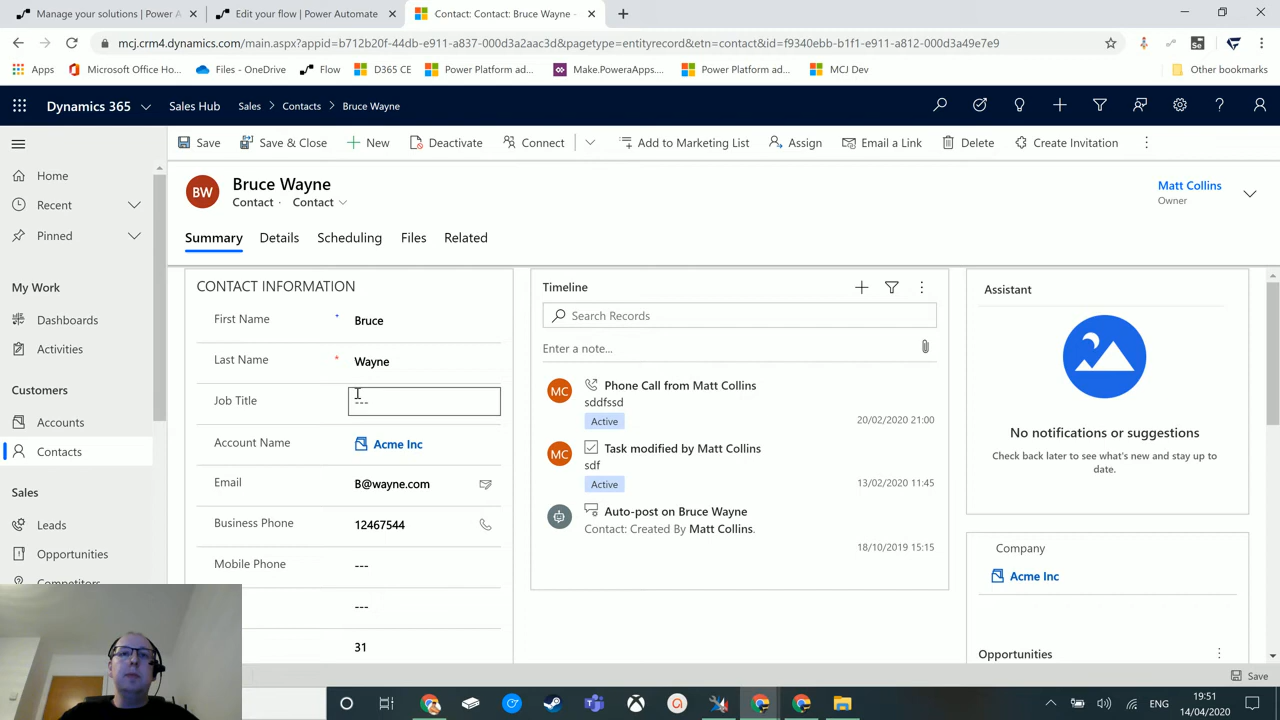 Manage your solutions | Power A
Edit your flow | Power Automate
Contact: Contact: Bruce Wayne -
mcj.crm4.dynamics.com/main.aspx?appid=b712b20f-44db-e911-a837-000d3a2aac3d&pagetype=entityrecord&etn=contact&id=f9340ebb-b1f1-e911-a812-000d3a49e7e9
Apps
Microsoft Office Ho...
Files - OneDrive
Flow
D365 CE
Power Platform ad...
Make.PoweraApps....
Power Platform ad...
MCJ Dev
Other bookmarks
Dynamics 365
Sales Hub
Sales > Contacts > Bruce Wayne
Save
Save & Close
New
Deactivate
Connect
Add to Marketing List
Assign
Email a Link
Delete
Create Invitation
Home
Recent
Pinned
My Work
Dashboards
Activities
Customers
Accounts
Contacts
Sales
Leads
Opportunities
Competitors
BW
Bruce Wayne
Contact · Contact
Matt Collins
Owner
Summary
Details
Scheduling
Files
Related
CONTACT INFORMATION
First Name * Bruce
Last Name * Wayne
Job Title ---
Account Name Acme Inc
Email B@wayne.com
Business Phone 12467544
Mobile Phone ---
---
31
Timeline
Search Records
Enter a note...
MC
Phone Call from Matt Collins
sddfssd
Active
20/02/2020 21:00
MC
Task modified by Matt Collins
sdf
Active
13/02/2020 11:45
Auto-post on Bruce Wayne
Contact: Created By Matt Collins.
18/10/2019 15:15
Assistant
No notifications or suggestions
Check back later to see what's new and stay up to
date.
Company
Acme Inc
Opportunities
Save
ENG
19:51
14/04/2020